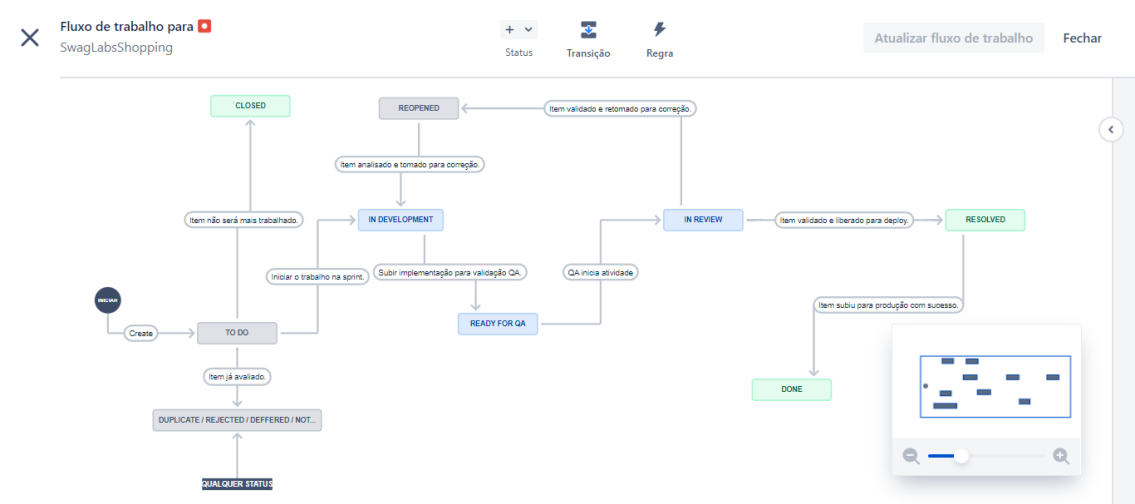 Fluxo de trabalho para
SwagLabsShopping
Status
Transição
Regra
Atualizar fluxo de trabalho
Fechar
CLOSED
REOPENED
Item validado e retornado para correção.
Item analisado e tomado para correção.
Item não será mais trabalhado.
IN DEVELOPMENT
IN REVIEW
Item validado e liberado para deploy.
RESOLVED
Iniciar o trabalho na sprint.
Subir implementação para validação QA.
QA inicia atividade
INICIAR
Item subiu para produção com sucesso.
Create
TO DO
READY FOR QA
Item já avaliado.
DONE
DUPLICATE / REJECTED / DEFFERED / NOT...
QUALQUER STATUS